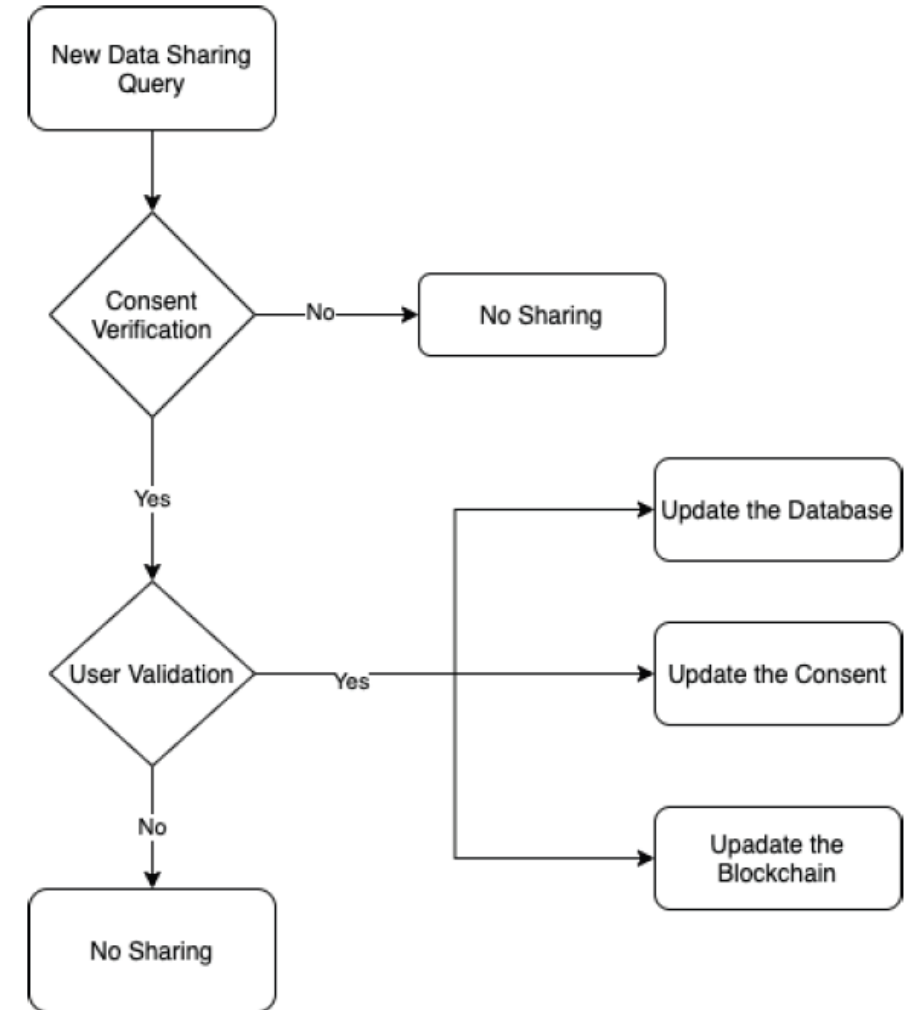 New Data Sharing
Query
Consent
Verification
No
No Sharing
Yes
Update the Database
User Validation
Yes
Update the Consent
No
Upadate the
Blockchain
No Sharing